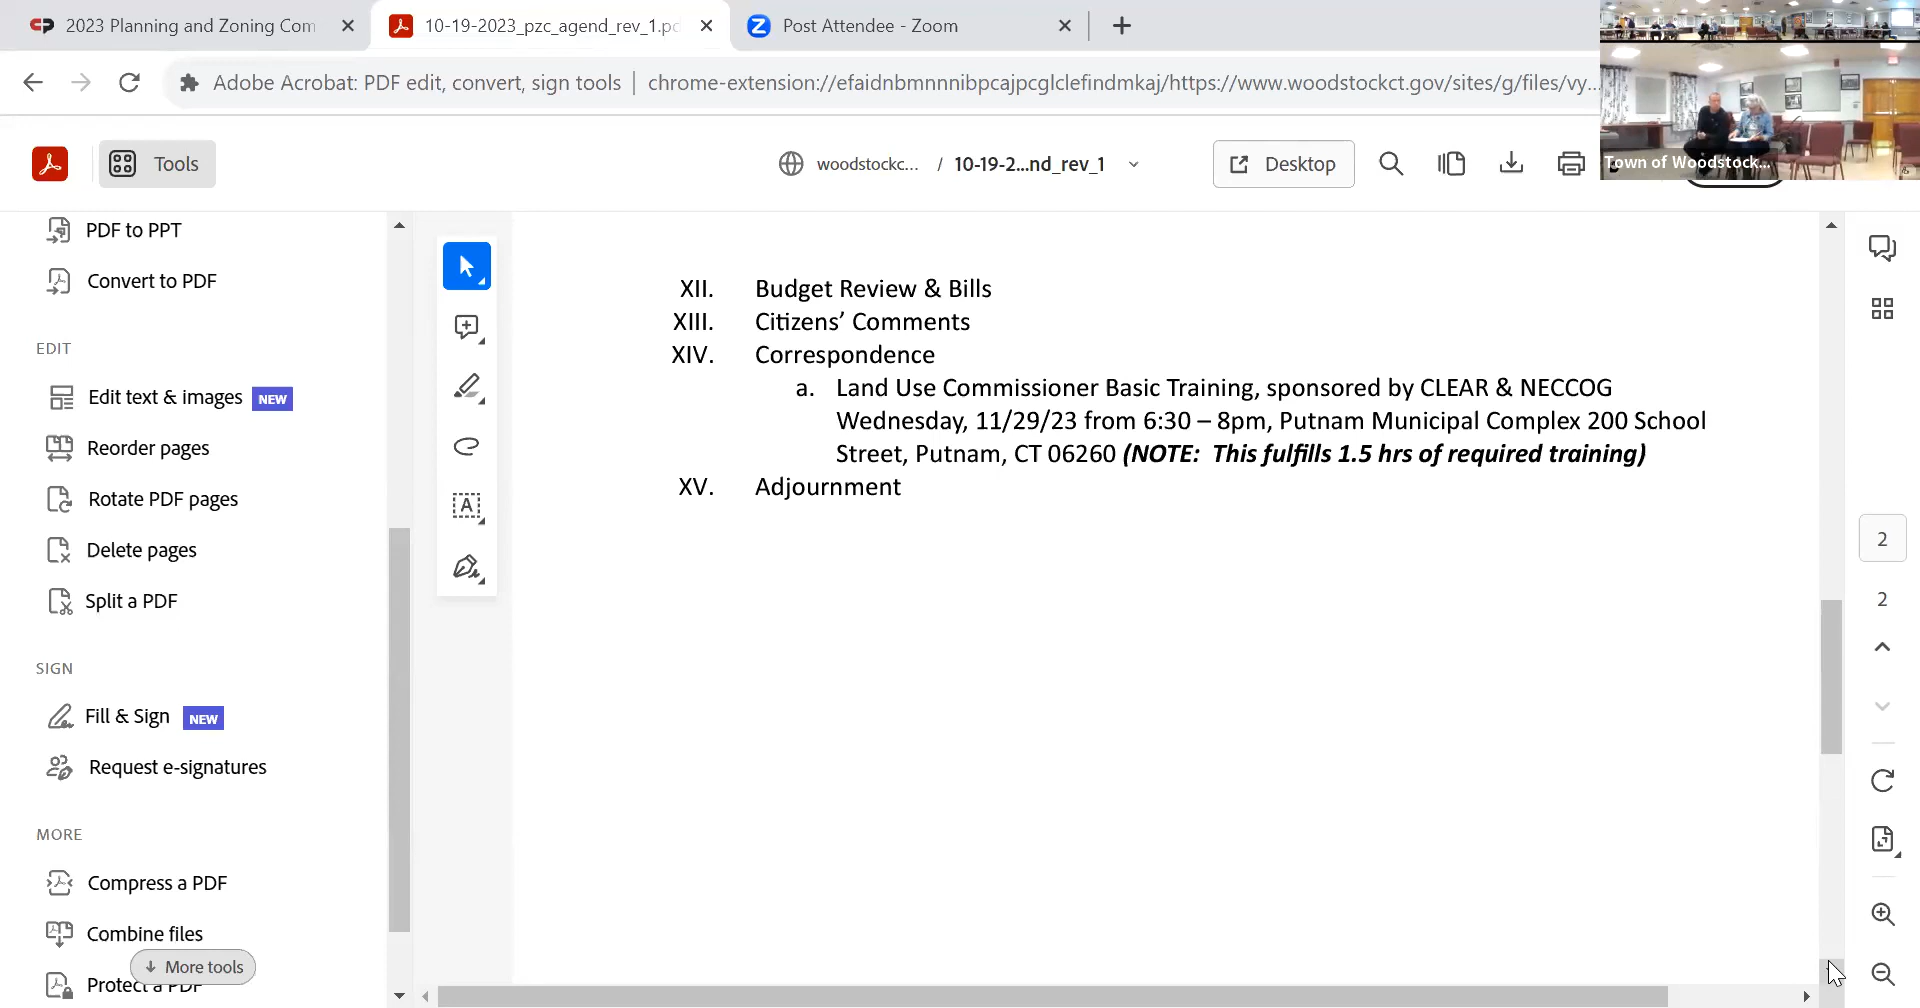 2023 Planning and Zoning Com
10-19-2023_pzc_agend_rev_1.pd
Post Attendee - Zoom
Adobe Acrobat: PDF edit, convert, sign tools | chrome-extension://efaidnbmnnnibpcajpcglclefindmkaj/https://www.woodstockct.gov/sites/g/files/vy...
Town of Woodstock...
Tools
woodstockc... / 10-19-2...nd_rev_1
Desktop
PDF to PPT
Convert to PDF
EDIT
Edit text & images NEW
Reorder pages
Rotate PDF pages
Delete pages
Split a PDF
SIGN
Fill & Sign NEW
Request e-signatures
MORE
Compress a PDF
Combine files
More tools
Protect a PDF
XII. Budget Review & Bills
XIII. Citizens’ Comments
XIV. Correspondence
a. Land Use Commissioner Basic Training, sponsored by CLEAR & NECCOG
Wednesday, 11/29/23 from 6:30 – 8pm, Putnam Municipal Complex 200 School
Street, Putnam, CT 06260 (NOTE: This fulfills 1.5 hrs of required training)
XV. Adjournment
2
2